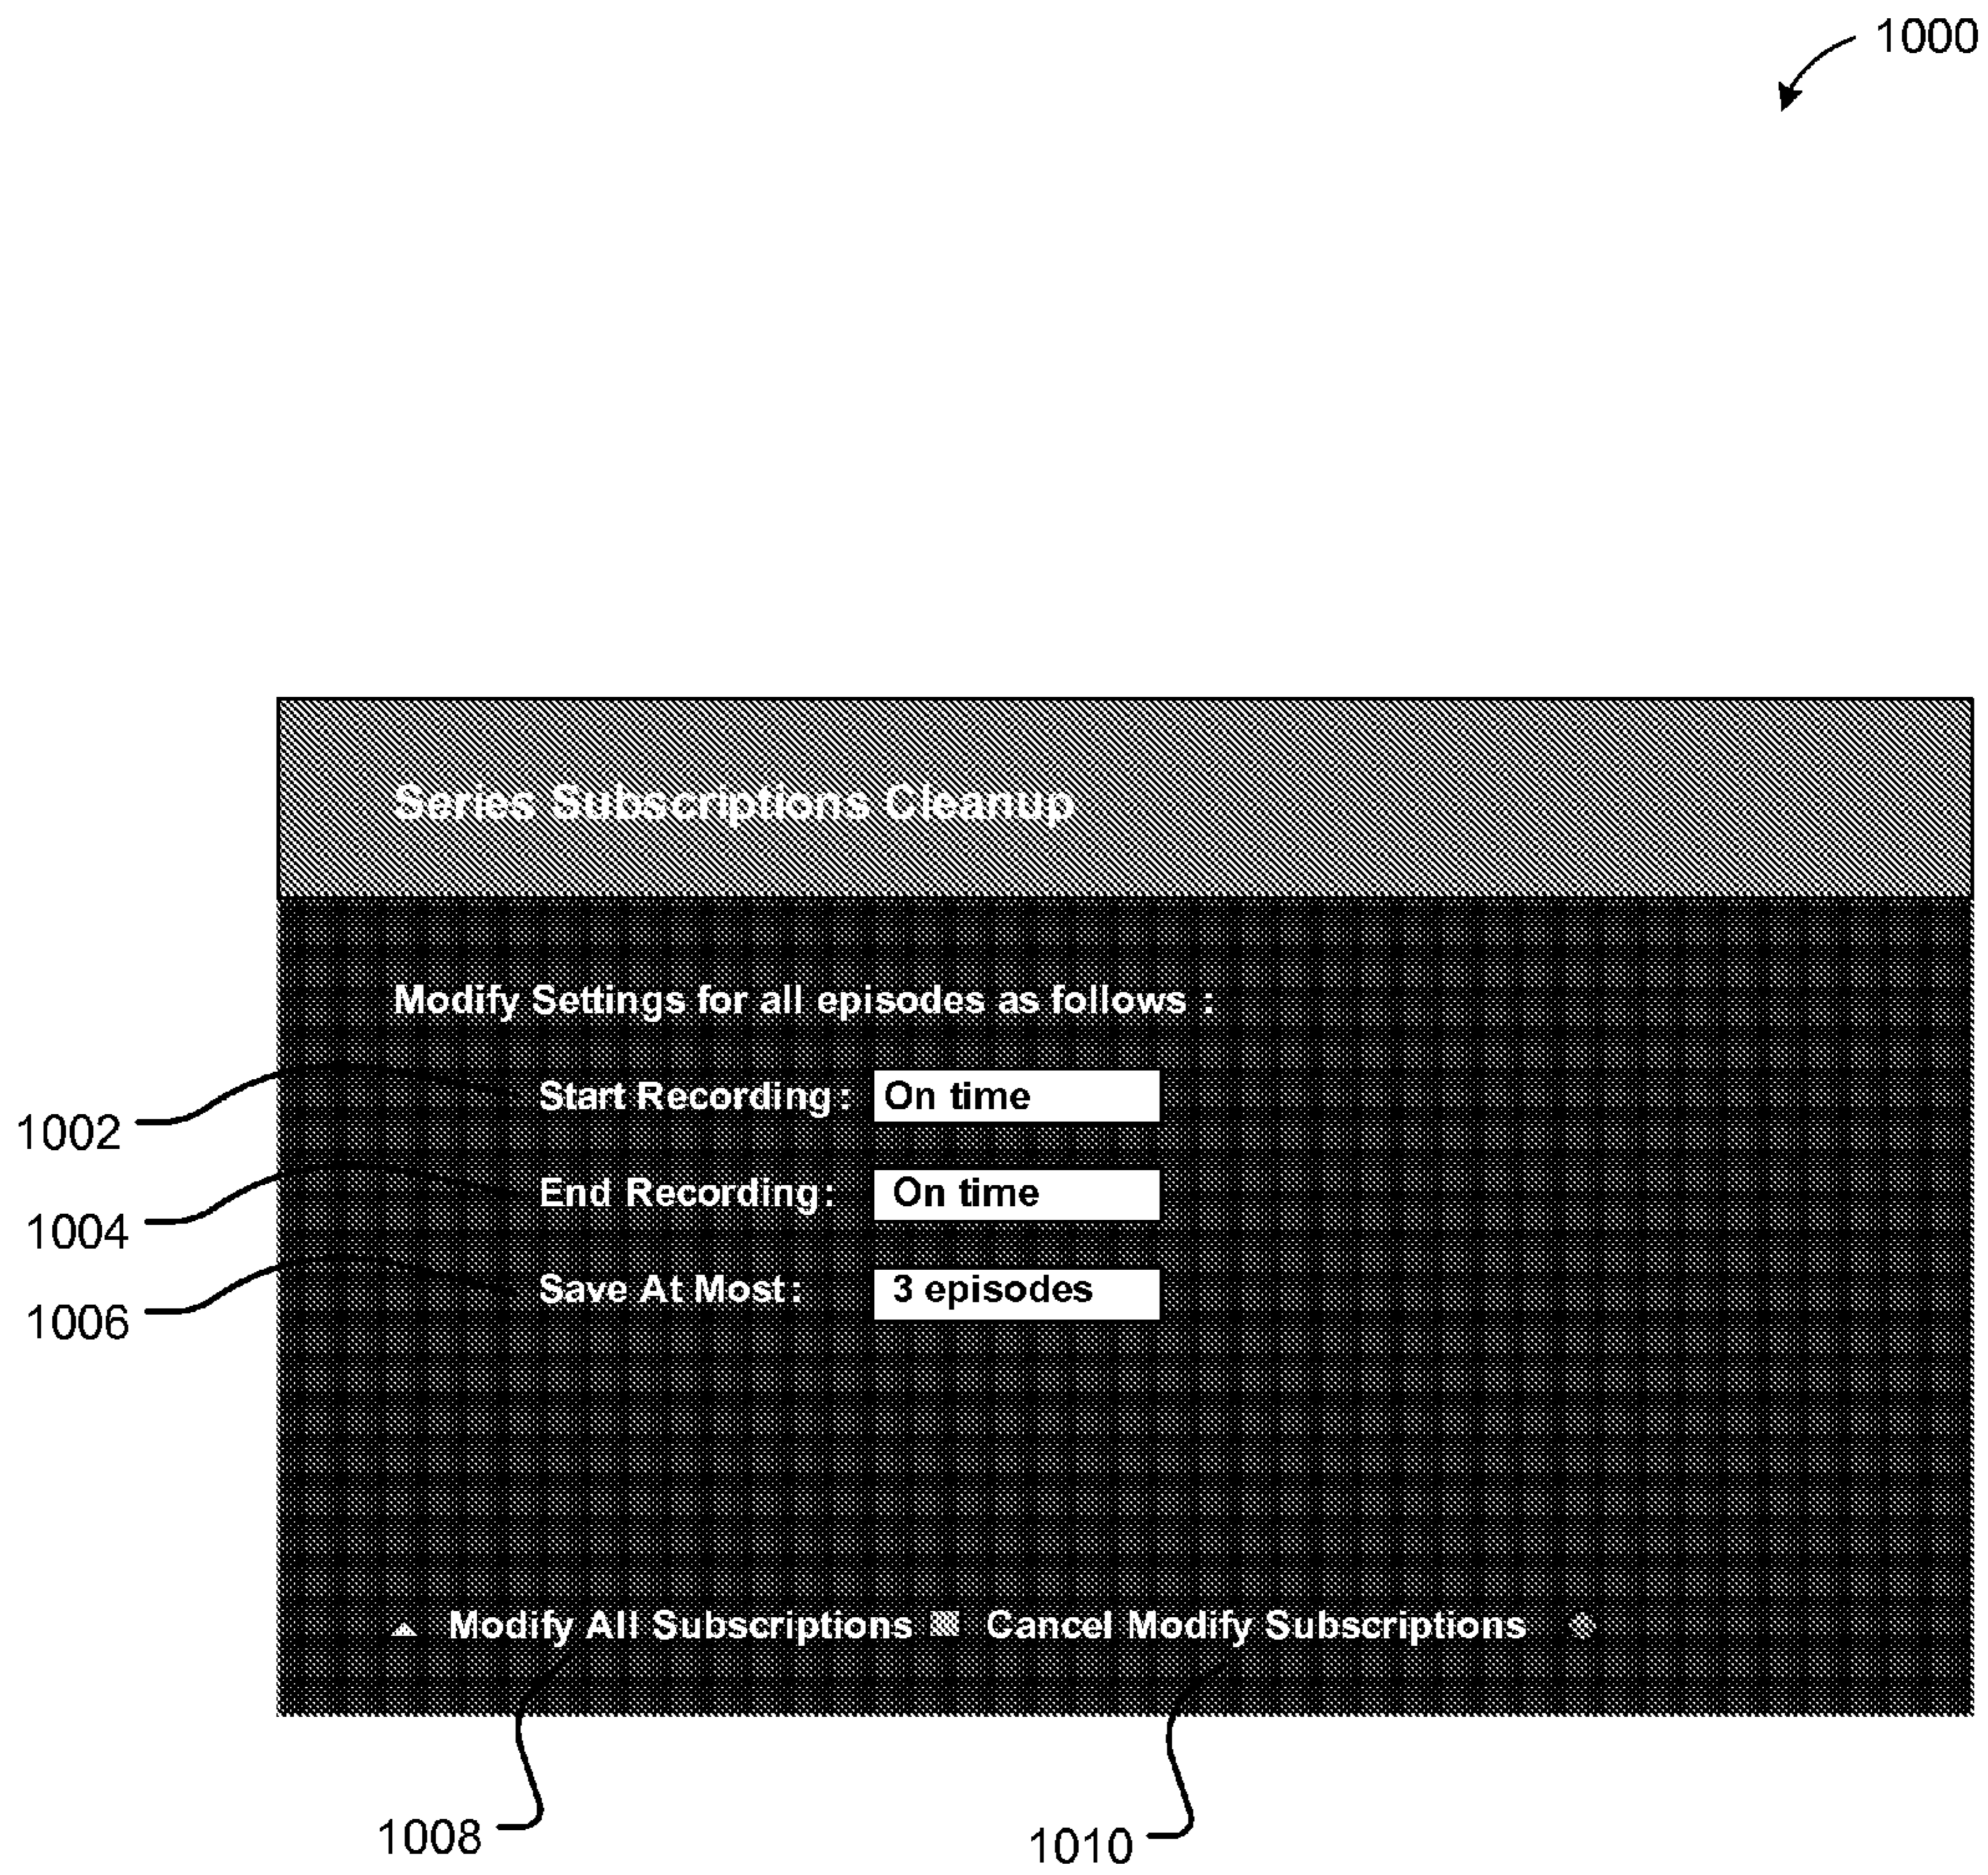 1000
Series Subscriptions Cleanup
Modify Settings for all episodes as follows :
1002 Start Recording: On time
1004 End Recording: On time
1006 Save At Most: 3 episodes
Modify All Subscriptions Cancel Modify Subscriptions
1008 1010